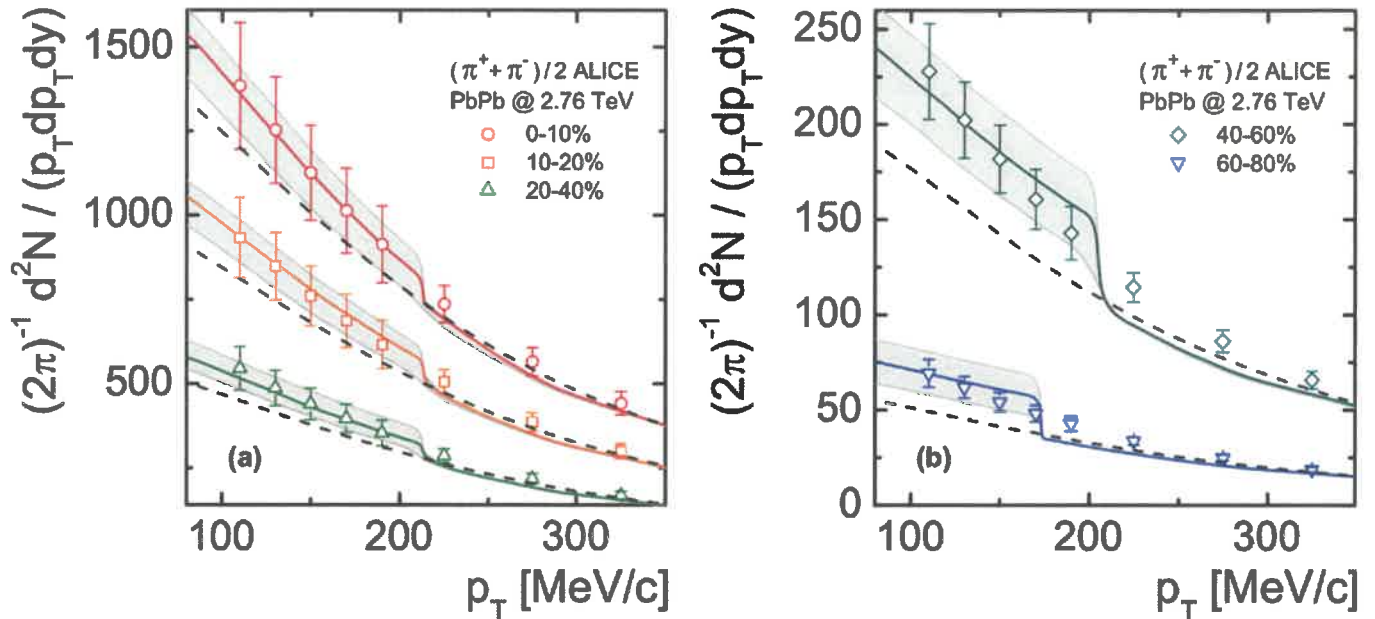 (2π)⁻¹ d²N / (p_T dp_T dy)
1500
1000
500
(π⁺ + π⁻) / 2 ALICE
PbPb @ 2.76 TeV
0-10%
10-20%
20-40%
(a)
100 200 300
p_T [MeV/c]
(2π)⁻¹ d²N / (p_T dp_T dy)
250
200
150
100
50
0
(π⁺ + π⁻) / 2 ALICE
PbPb @ 2.76 TeV
40-60%
60-80%
(b)
100 200 300
p_T [MeV/c]